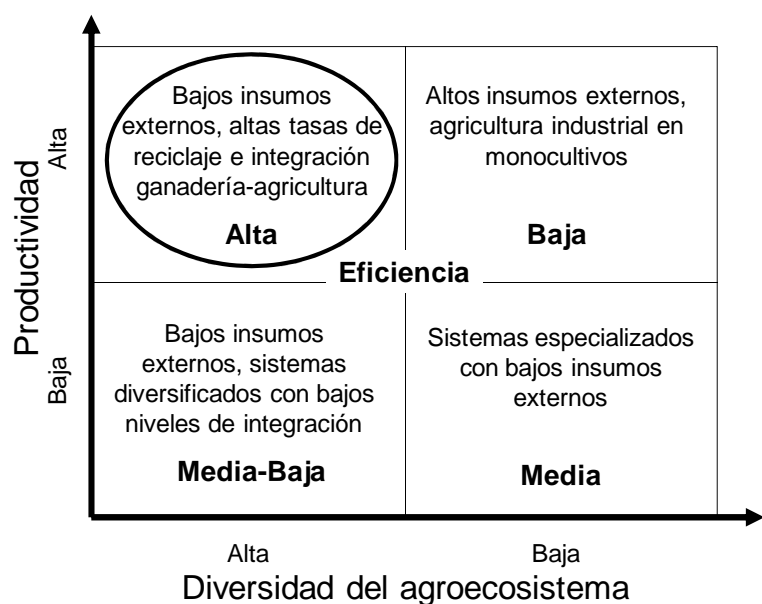 Productividad
Alta
Baja
Bajos insumos
externos, altas tasas de
reciclaje e integración
ganadería-agricultura
Alta
Altos insumos externos,
agricultura industrial en
monocultivos
Baja
Eficiencia
Bajos insumos
externos, sistemas
diversificados con bajos
niveles de integración
Media-Baja
Sistemas especializados
con bajos insumos
externos
Media
Alta
Baja
Diversidad del agroecosistema